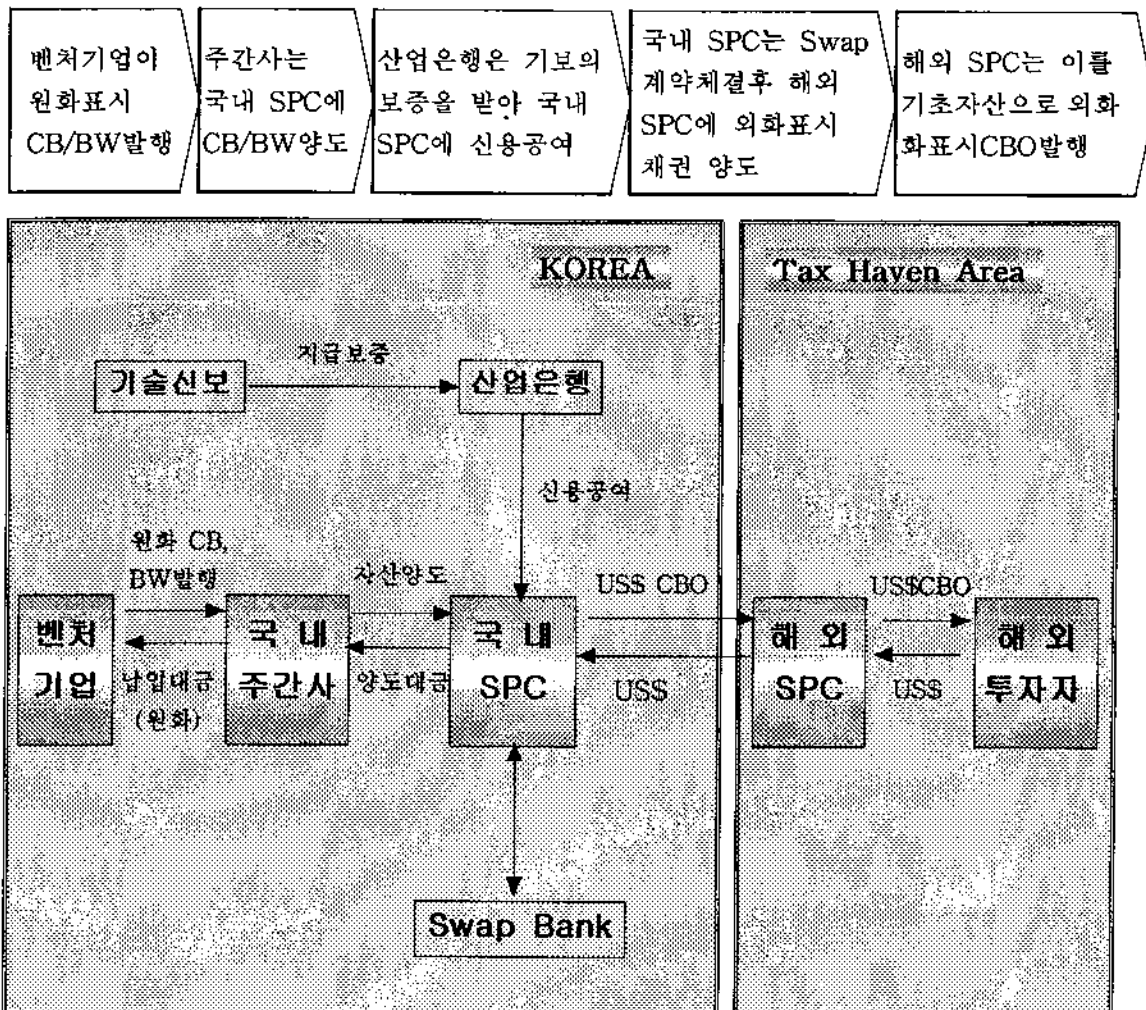 벤처기업이
원화표시
CB/BW발행
주간사는
국내 SPC에
CB/BW양도
산업은행은 기보의
보증을 받아 국내
SPC에 신용공여
국내 SPC는 Swap
계약체결후 해외
SPC에 외화표시
채권 양도
해외 SPC는 이를
기초자산으로 외화
화표시CBO발행
KOREA
Tax Haven Area
지급보증
기술신보
산업은행
신용공여
원화 CB,
BW발행
자산양도
US$ CBO
US$CBO
벤처
기업
국 내
주간사
국 내
SPC
해 외
SPC
해 외
투자자
납입대금
(원화)
양도대금
US$
US$
Swap Bank